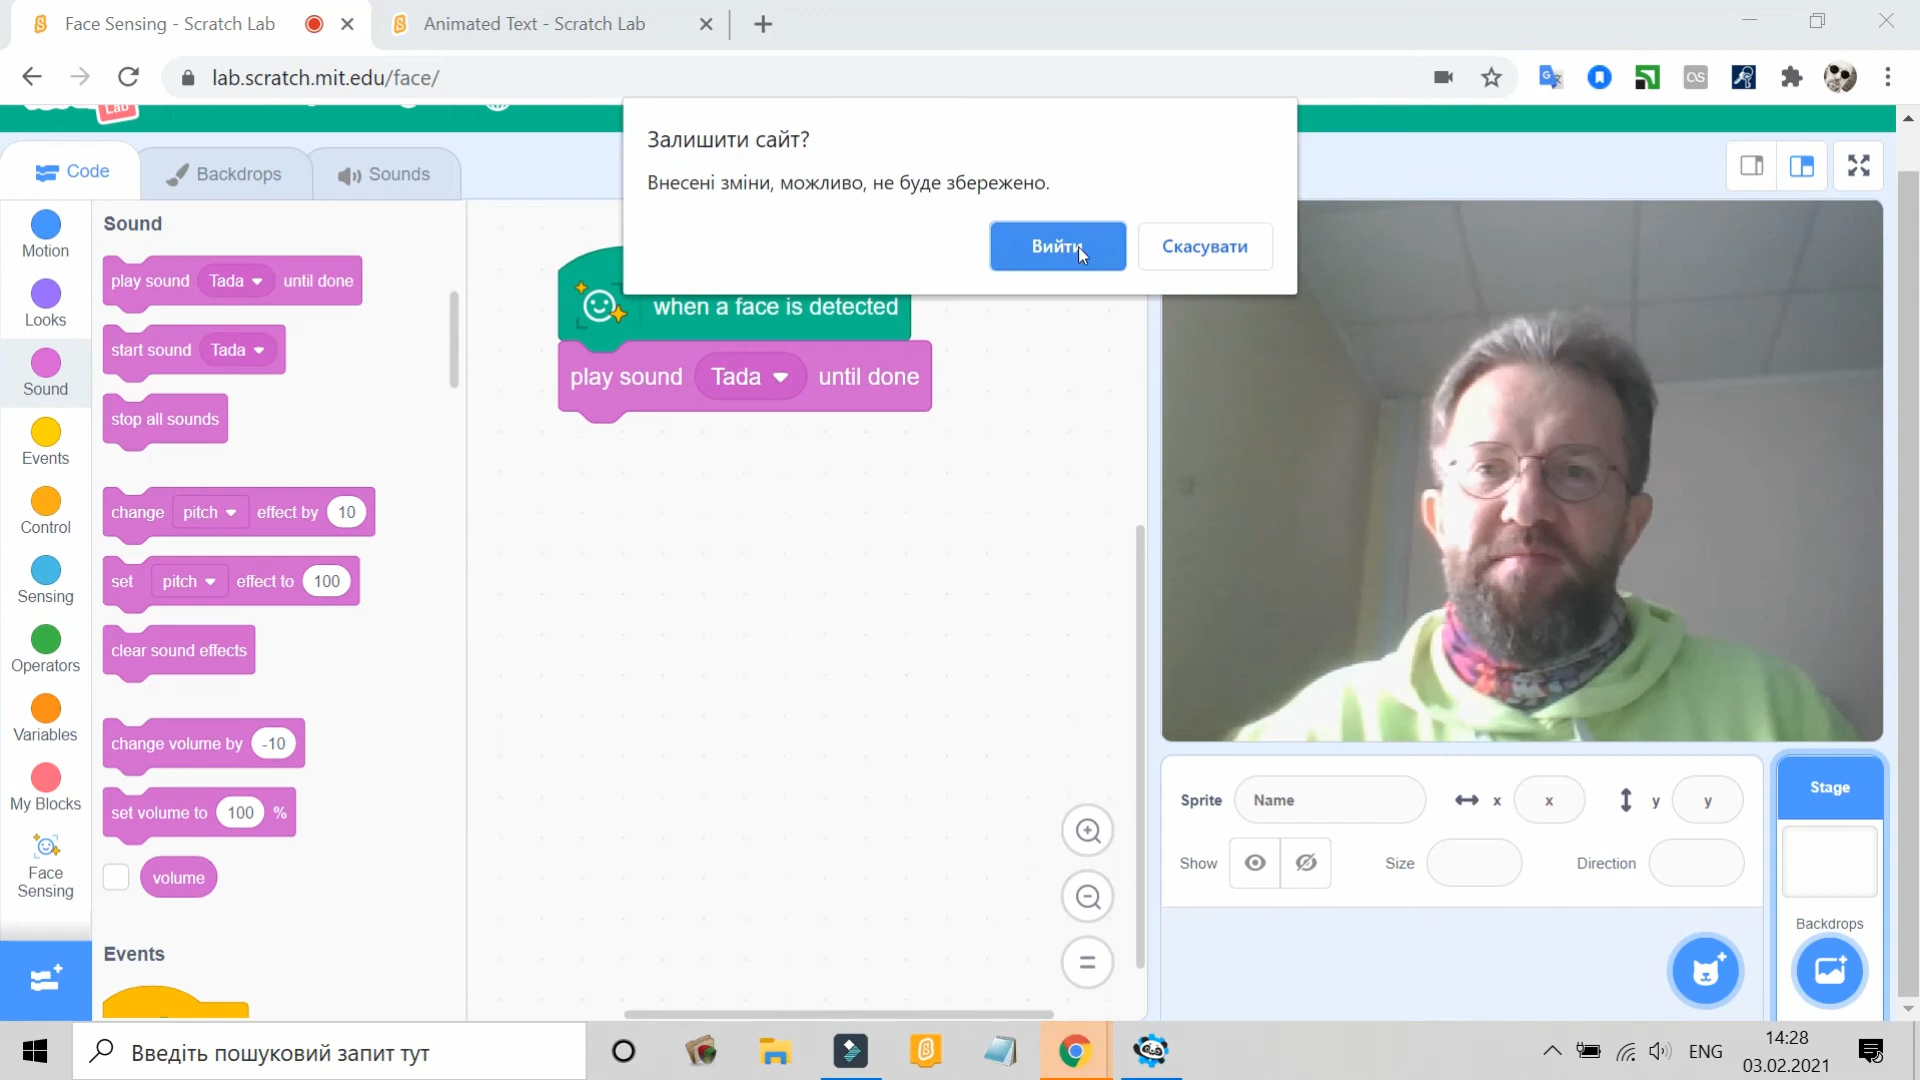 Face Sensing - Scratch Lab
Animated Text - Scratch Lab
lab.scratch.mit.edu/face/
Lab
Залишити сайт?
Внесені зміни, можливо, не буде збережено.
Вийти
Скасувати
Code
Backdrops
Sounds
Motion
Looks
Sound
Events
Control
Sensing
Operators
Variables
My Blocks
Face
Sensing
Sound
play sound Tada until done
start sound Tada
stop all sounds
change pitch effect by 10
set pitch effect to 100
clear sound effects
change volume by -10
set volume to 100 %
volume
Events
when a face is detected
play sound Tada until done
Sprite Name x x y y
Show Size Direction
Stage
Backdrops
Введіть пошуковий запит тут
ENG
14:28
03.02.2021